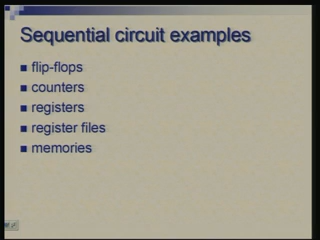 Sequential circuit examples
flip-flops
counters
registers
register files
memories